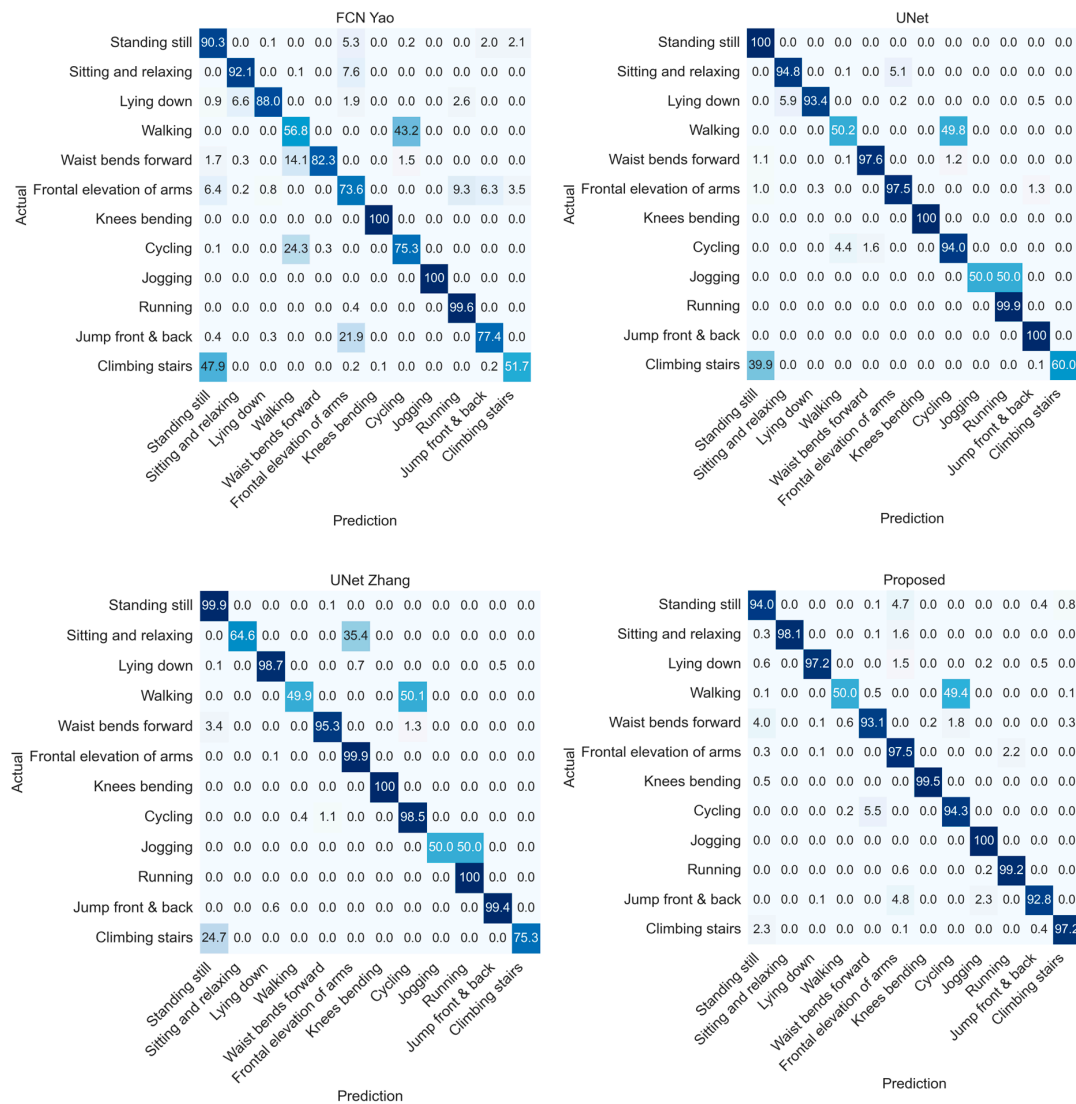 FCN Yao
Standing still 90.3 0.0 0.1 0.0 0.0 5.3 0.0 0.2 0.0 0.0 2.0 2.1
Sitting and relaxing 0.0 92.1 0.0 0.1 0.0 7.6 0.0 0.0 0.0 0.0 0.0 0.0
Lying down 0.9 6.6 88.0 0.0 0.0 1.9 0.0 0.0 0.0 2.6 0.0 0.0
Walking 0.0 0.0 0.0 56.8 0.0 0.0 0.0 43.2 0.0 0.0 0.0 0.0
Waist bends forward 1.7 0.3 0.0 14.1 82.3 0.0 0.0 1.5 0.0 0.0 0.0 0.0
Frontal elevation of arms 6.4 0.2 0.8 0.0 0.0 73.6 0.0 0.0 0.0 9.3 6.3 3.5
Knees bending 0.0 0.0 0.0 0.0 0.0 0.0 100 0.0 0.0 0.0 0.0 0.0
Cycling 0.1 0.0 0.0 24.3 0.3 0.0 0.0 75.3 0.0 0.0 0.0 0.0
Jogging 0.0 0.0 0.0 0.0 0.0 0.0 0.0 0.0 100 0.0 0.0 0.0
Running 0.0 0.0 0.0 0.0 0.0 0.4 0.0 0.0 0.0 99.6 0.0 0.0
Jump front & back 0.4 0.0 0.3 0.0 0.0 21.9 0.0 0.0 0.0 0.0 77.4 0.0
Climbing stairs 47.9 0.0 0.0 0.0 0.0 0.2 0.1 0.0 0.0 0.0 0.2 51.7
Actual
Standing still
Sitting and relaxing
Lying down
Walking
Waist bends forward
Frontal elevation of arms
Knees bending
Cycling
Jogging
Running
Jump front & back
Climbing stairs
Prediction
UNet
Standing still 100 0.0 0.0 0.0 0.0 0.0 0.0 0.0 0.0 0.0 0.0 0.0
Sitting and relaxing 0.0 94.8 0.0 0.1 0.0 5.1 0.0 0.0 0.0 0.0 0.0 0.0
Lying down 0.0 5.9 93.4 0.0 0.0 0.2 0.0 0.0 0.0 0.0 0.5 0.0
Walking 0.0 0.0 0.0 50.2 0.0 0.0 0.0 49.8 0.0 0.0 0.0 0.0
Waist bends forward 1.1 0.0 0.0 0.1 97.6 0.0 0.0 1.2 0.0 0.0 0.0 0.0
Frontal elevation of arms 1.0 0.0 0.3 0.0 0.0 97.5 0.0 0.0 0.0 0.0 1.3 0.0
Knees bending 0.0 0.0 0.0 0.0 0.0 0.0 100 0.0 0.0 0.0 0.0 0.0
Cycling 0.0 0.0 0.0 4.4 1.6 0.0 0.0 94.0 0.0 0.0 0.0 0.0
Jogging 0.0 0.0 0.0 0.0 0.0 0.0 0.0 0.0 50.0 50.0 0.0 0.0
Running 0.0 0.0 0.0 0.0 0.0 0.0 0.0 0.0 0.0 99.9 0.0 0.0
Jump front & back 0.0 0.0 0.0 0.0 0.0 0.0 0.0 0.0 0.0 0.0 100 0.0
Climbing stairs 39.9 0.0 0.0 0.0 0.0 0.0 0.0 0.0 0.0 0.0 0.1 60.0
Actual
Standing still
Sitting and relaxing
Lying down
Walking
Waist bends forward
Frontal elevation of arms
Knees bending
Cycling
Jogging
Running
Jump front & back
Climbing stairs
Prediction
UNet Zhang
Standing still 99.9 0.0 0.0 0.0 0.1 0.0 0.0 0.0 0.0 0.0 0.0 0.0
Sitting and relaxing 0.0 64.6 0.0 0.0 0.0 35.4 0.0 0.0 0.0 0.0 0.0 0.0
Lying down 0.1 0.0 98.7 0.0 0.0 0.7 0.0 0.0 0.0 0.0 0.5 0.0
Walking 0.0 0.0 0.0 49.9 0.0 0.0 0.0 50.1 0.0 0.0 0.0 0.0
Waist bends forward 3.4 0.0 0.0 0.0 95.3 0.0 0.0 1.3 0.0 0.0 0.0 0.0
Frontal elevation of arms 0.0 0.0 0.1 0.0 0.0 99.9 0.0 0.0 0.0 0.0 0.0 0.0
Knees bending 0.0 0.0 0.0 0.0 0.0 0.0 100 0.0 0.0 0.0 0.0 0.0
Cycling 0.0 0.0 0.0 0.4 1.1 0.0 0.0 98.5 0.0 0.0 0.0 0.0
Jogging 0.0 0.0 0.0 0.0 0.0 0.0 0.0 0.0 50.0 50.0 0.0 0.0
Running 0.0 0.0 0.0 0.0 0.0 0.0 0.0 0.0 0.0 100 0.0 0.0
Jump front & back 0.0 0.0 0.6 0.0 0.0 0.0 0.0 0.0 0.0 0.0 99.4 0.0
Climbing stairs 24.7 0.0 0.0 0.0 0.0 0.0 0.0 0.0 0.0 0.0 0.0 75.3
Actual
Standing still
Sitting and relaxing
Lying down
Walking
Waist bends forward
Frontal elevation of arms
Knees bending
Cycling
Jogging
Running
Jump front & back
Climbing stairs
Prediction
Proposed
Standing still 94.0 0.0 0.0 0.0 0.1 4.7 0.0 0.0 0.0 0.0 0.4 0.8
Sitting and relaxing 0.3 98.1 0.0 0.0 0.1 1.6 0.0 0.0 0.0 0.0 0.0 0.0
Lying down 0.6 0.0 97.2 0.0 0.0 1.5 0.0 0.0 0.2 0.0 0.5 0.0
Walking 0.1 0.0 0.0 50.0 0.5 0.0 0.0 49.4 0.0 0.0 0.0 0.1
Waist bends forward 4.0 0.0 0.1 0.6 93.1 0.0 0.2 1.8 0.0 0.0 0.0 0.3
Frontal elevation of arms 0.3 0.0 0.1 0.0 0.0 97.5 0.0 0.0 0.0 2.2 0.0 0.0
Knees bending 0.5 0.0 0.0 0.0 0.0 0.0 99.5 0.0 0.0 0.0 0.0 0.0
Cycling 0.0 0.0 0.0 0.2 5.5 0.0 0.0 94.3 0.0 0.0 0.0 0.0
Jogging 0.0 0.0 0.0 0.0 0.0 0.0 0.0 0.0 100 0.0 0.0 0.0
Running 0.0 0.0 0.0 0.0 0.0 0.6 0.0 0.0 0.2 99.2 0.0 0.0
Jump front & back 0.0 0.0 0.1 0.0 0.0 4.8 0.0 0.0 2.3 0.0 92.8 0.0
Climbing stairs 2.3 0.0 0.0 0.0 0.0 0.1 0.0 0.0 0.0 0.0 0.4 97.2
Actual
Standing still
Sitting and relaxing
Lying down
Walking
Waist bends forward
Frontal elevation of arms
Knees bending
Cycling
Jogging
Running
Jump front & back
Climbing stairs
Prediction